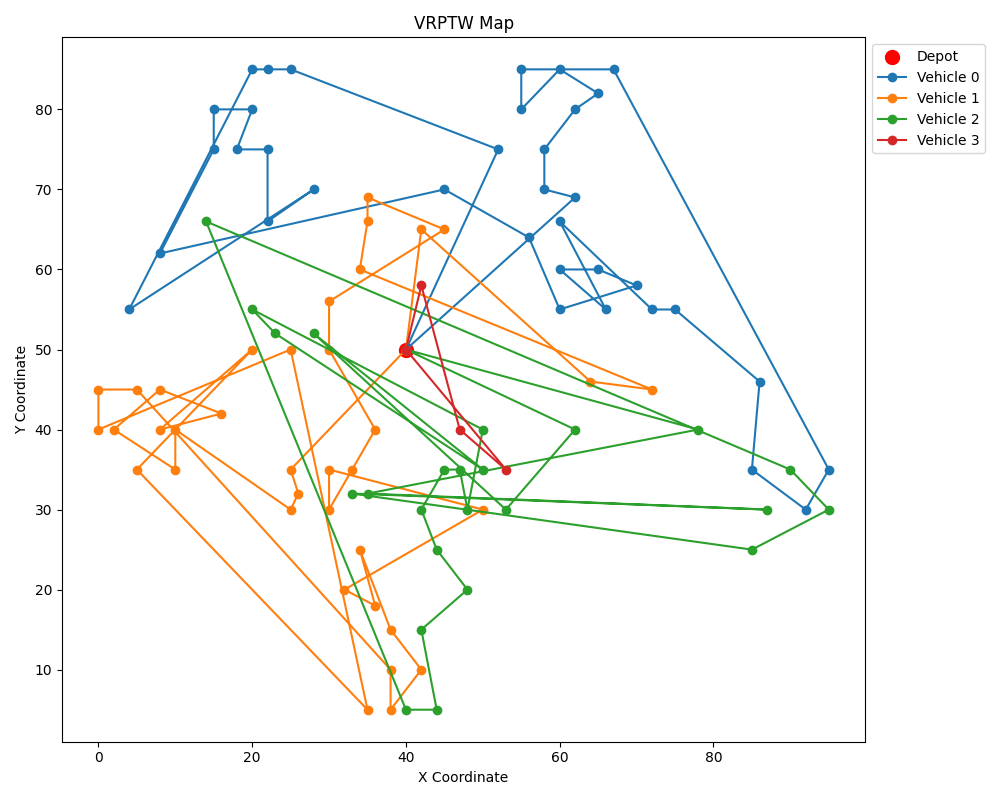 VRPTW Map
Depot
Vehicle 0
Vehicle 1
Vehicle 2
Vehicle 3
Y Coordinate
80
70
60
50
40
30
20
10
0
20
40
60
80
X Coordinate